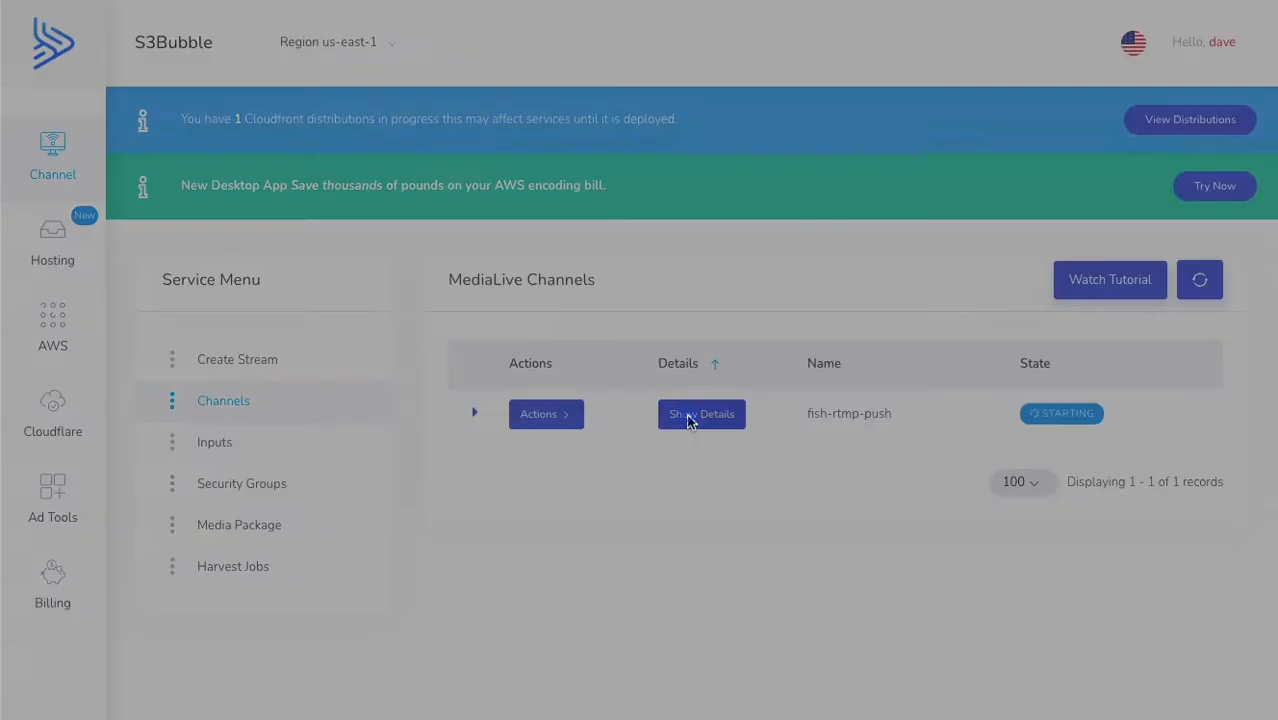 S3Bubble
Region us-east-1
Hello, dave
You have 1 Cloudfront distributions in progress this may affect services until it is deployed.
View Distributions
New Desktop App Save thousands of pounds on your AWS encoding bill.
Try Now
Channel
New
Hosting
AWS
Cloudflare
Ad Tools
Billing
Service Menu
Create Stream
Channels
Inputs
Security Groups
Media Package
Harvest Jobs
MediaLive Channels
Watch Tutorial
Actions Details Name State
Actions Show Details fish-rtmp-push STARTING
100 Displaying 1 - 1 of 1 records